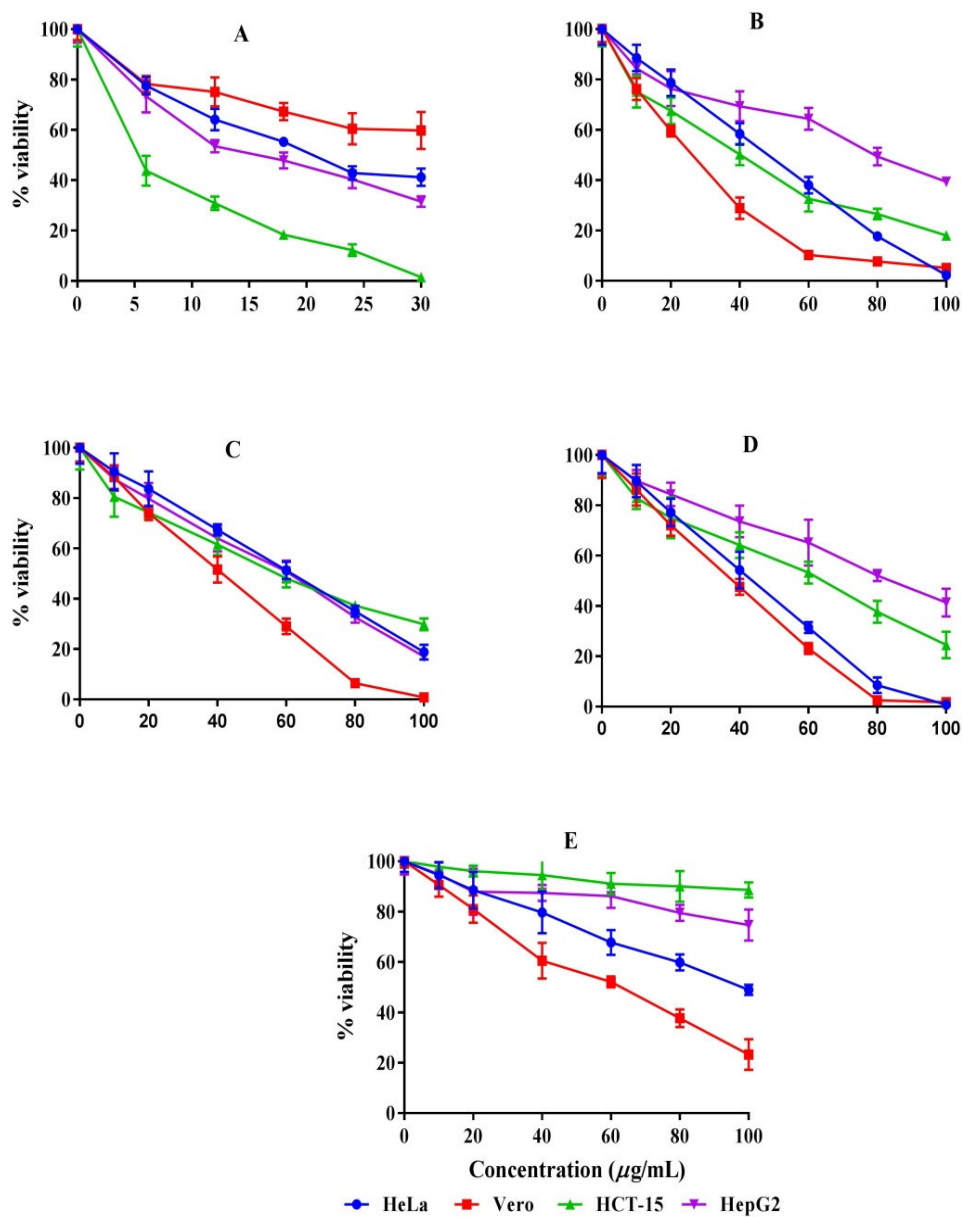 A
% viability
100
80
60
40
20
0
0 5 10 15 20 25 30
B
100
80
60
40
20
0
0 20 40 60 80 100
C
% viability
100
80
60
40
20
0
0 20 40 60 80 100
D
100
80
60
40
20
0
0 20 40 60 80 100
E
% viability
100
80
60
40
20
0
0 20 40 60 80 100
Concentration (µg/mL)
HeLa Vero HCT-15 HepG2